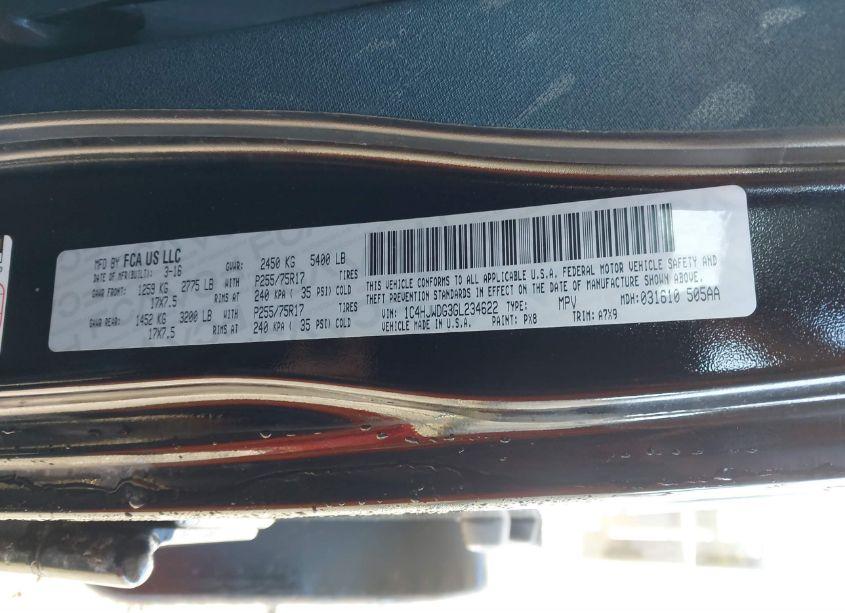 MFD BY FCA US LLC GVWR: 2450 KG 5400 LB
DATE OF MFR(BUILT): 3-16
GAWR FRONT: 1259 KG 2775 LB WITH P255/75R17 TIRES
17X7.5 RIMS AT 240 KPA ( 35 PSI) COLD
GAWR REAR: 1452 KG 3200 LB WITH P255/75R17 TIRES
17X7.5 RIMS AT 240 KPA ( 35 PSI) COLD
THIS VEHICLE CONFORMS TO ALL APPLICABLE U.S.A. FEDERAL MOTOR VEHICLE SAFETY AND
THEFT PREVENTION STANDARDS IN EFFECT ON THE DATE OF MANUFACTURE SHOWN ABOVE.
VIN: 1C4HJWDG3GL234622 TYPE: MPV MDH:031610 505AA
VEHICLE MADE IN U.S.A. PAINT: PX8 TRIM: A7X9